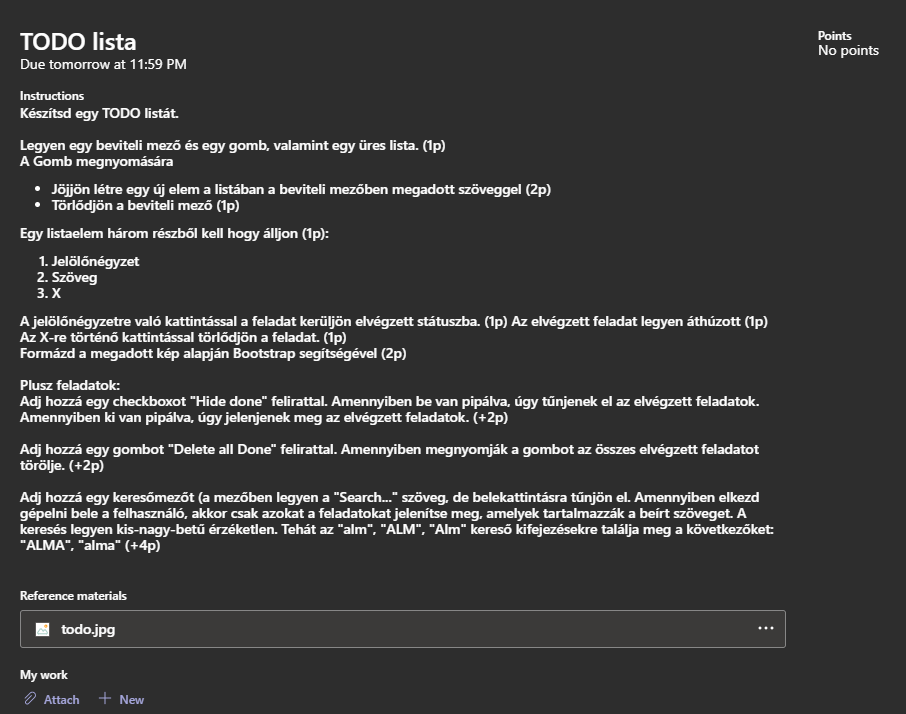 TODO lista
Due tomorrow at 11:59 PM
Points
No points
Instructions
Készítsd egy TODO listát.
Legyen egy beviteli mező és egy gomb, valamint egy üres lista. (1p)
A Gomb megnyomására
• Jöjjön létre egy új elem a listában a beviteli mezőben megadott szöveggel (2p)
• Törlődjön a beviteli mező (1p)
Egy listaelem három részből kell hogy álljon (1p):
1. Jelölőnégyzet
2. Szöveg
3. X
A jelölőnégyzetre való kattintással a feladat kerüljön elvégzett státuszba. (1p) Az elvégzett feladat legyen áthúzott (1p)
Az X-re történő kattintással törlődjön a feladat. (1p)
Formázd a megadott kép alapján Bootstrap segítségével (2p)
Plusz feladatok:
Adj hozzá egy checkboxot "Hide done" felirattal. Amennyiben be van pipálva, úgy tűnjenek el az elvégzett feladatok.
Amennyiben ki van pipálva, úgy jelenjenek meg az elvégzett feladatok. (+2p)
Adj hozzá egy gombot "Delete all Done" felirattal. Amennyiben megnyomják a gombot az összes elvégzett feladatot
törölje. (+2p)
Adj hozzá egy keresőmezőt (a mezőben legyen a "Search..." szöveg, de belekattintásra tűnjön el. Amennyiben elkezd
gépelni bele a felhasználó, akkor csak azokat a feladatokat jelenítse meg, amelyek tartalmazzák a beírt szöveget. A
keresés legyen kis-nagy-betű érzéketlen. Tehát az "alm", "ALM", "Alm" kereső kifejezésekre találja meg a következőket:
"ALMA", "alma" (+4p)
Reference materials
todo.jpg
My work
Attach
New